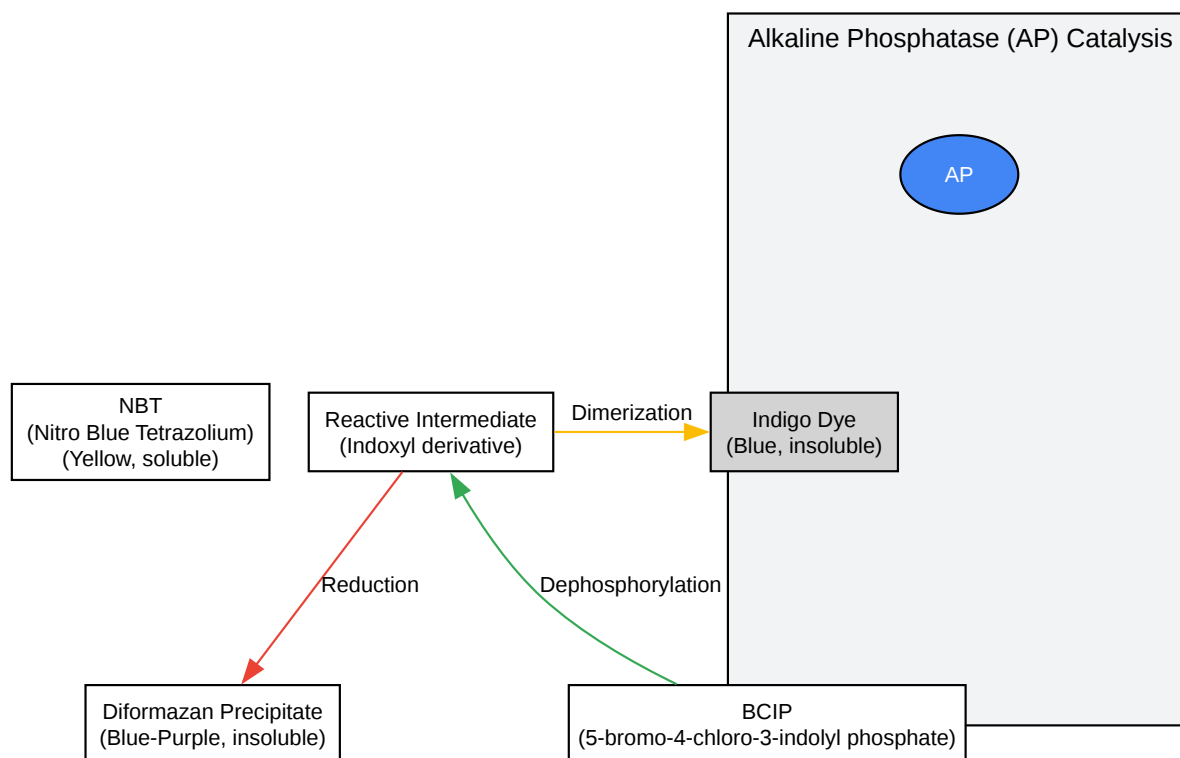 Alkaline Phosphatase (AP) Catalysis
AP
NBT
(Nitro Blue Tetrazolium)
(Yellow, soluble)
Reactive Intermediate
(Indoxyl derivative)
Dimerization
Indigo Dye
(Blue, insoluble)
Reduction
Dephosphorylation
Diformazan Precipitate
(Blue-Purple, insoluble)
BCIP
(5-bromo-4-chloro-3-indolyl phosphate)